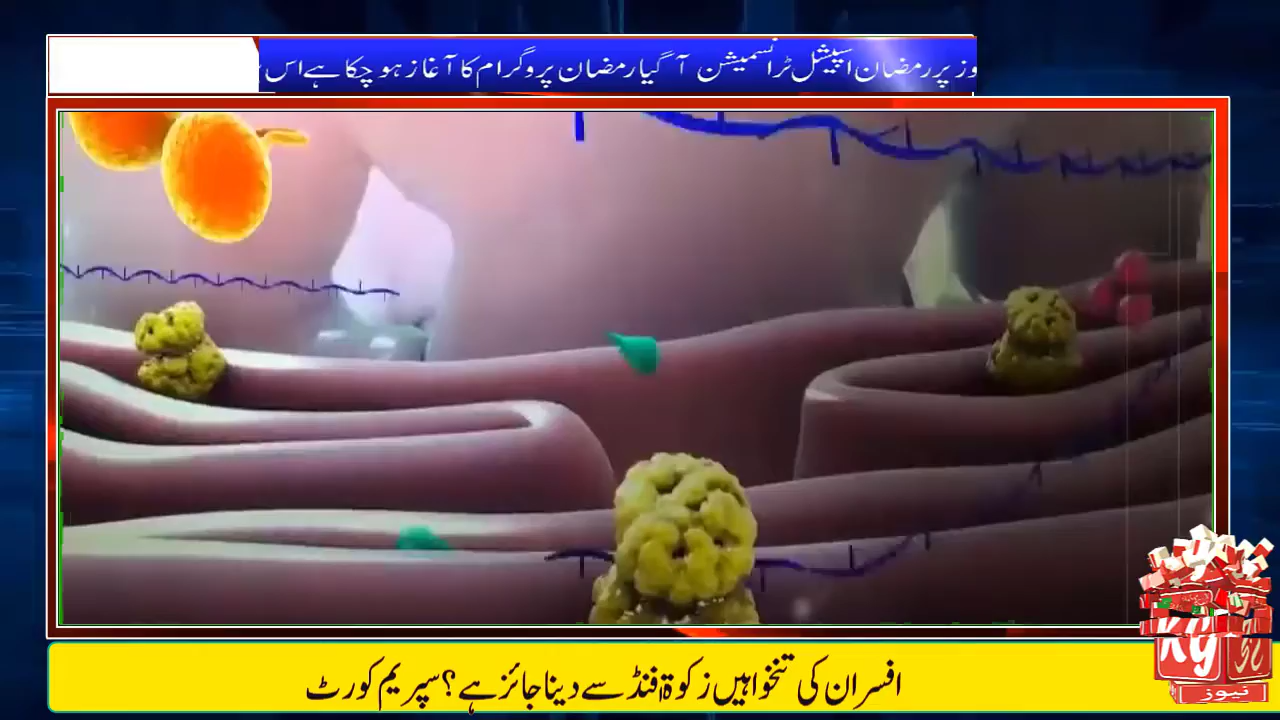 وز پر رمضان اسپیشل ٹرانسمیشن آ گیا رمضان پروگرام کا آغاز ہو چکا ہے اس
افسران کی تنخواہیں زکوۃ فنڈ سے دینا جائز ہے؟ سپریم کورٹ
KG
نیوز